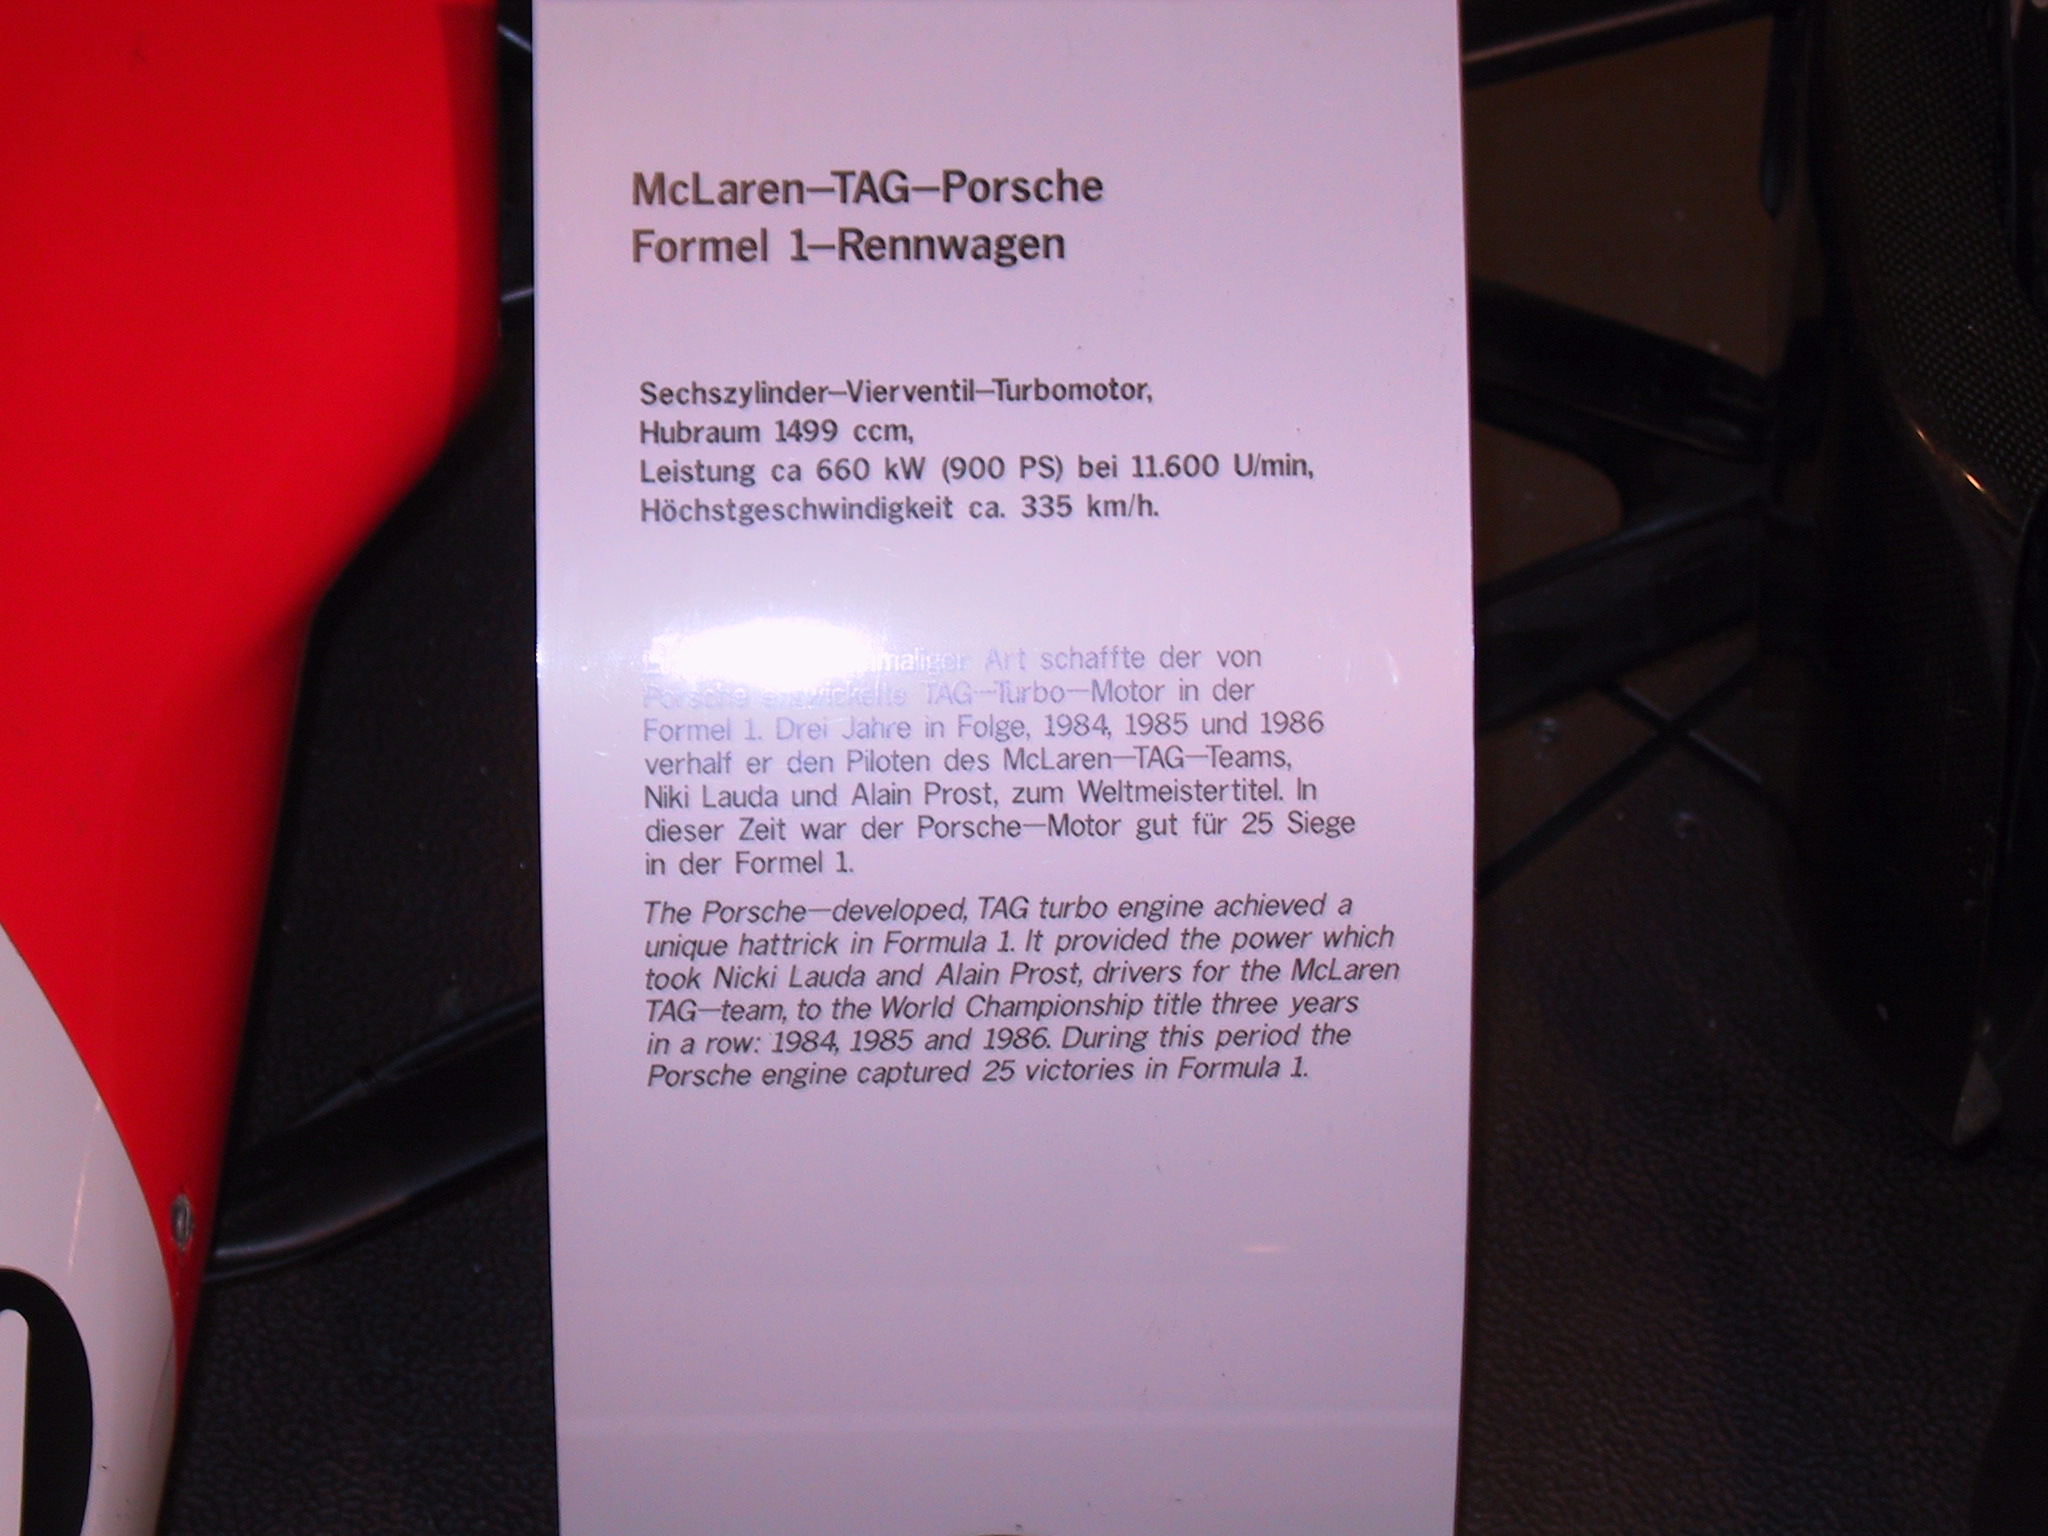 McLaren—TAG—Porsche
Formel 1—Rennwagen
Sechszylinder—Vierventil—Turbomotor,
Hubraum 1499 ccm,
Leistung ca 660 kW (900 PS) bei 11.600 U/min,
Höchstgeschwindigkeit ca. 335 km/h.
Art schaffte der von
Porsche entwickelte TAG—Turbo—Motor in der
Formel 1. Drei Jahre in Folge, 1984, 1985 und 1986
verhalf er den Piloten des McLaren—TAG—Teams,
Niki Lauda und Alain Prost, zum Weltmeistertitel. In
dieser Zeit war der Porsche—Motor gut für 25 Siege
in der Formel 1.
The Porsche—developed, TAG turbo engine achieved a
unique hattrick in Formula 1. It provided the power which
took Nicki Lauda and Alain Prost, drivers for the McLaren
TAG—team, to the World Championship title three years
in a row: 1984, 1985 and 1986. During this period the
Porsche engine captured 25 victories in Formula 1.